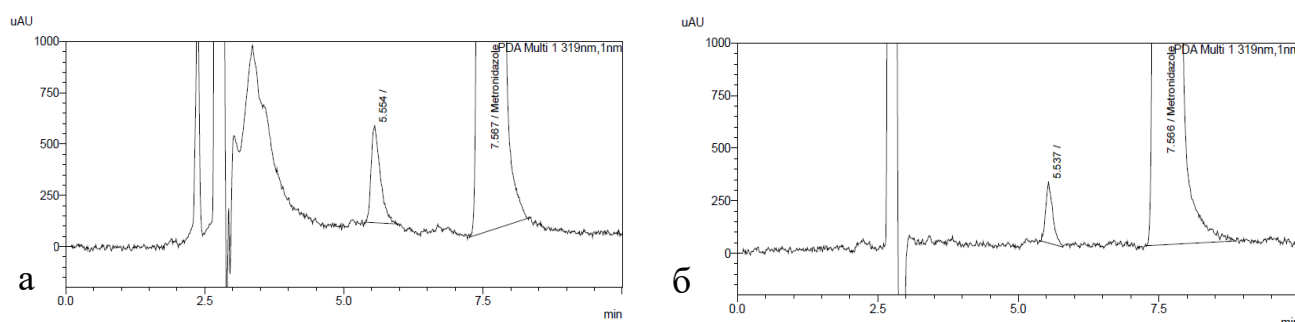 uAU
1000
PDA Multi 1 319nm,1nm
750
500
250
0
5.554 /
7.567 / Metronidazole
0.0
2.5
5.0
7.5
min
а
uAU
1000
PDA Multi 1 319nm,1nm
750
500
250
0
5.537 /
7.566 / Metronidazole
0.0
2.5
5.0
7.5
min
б